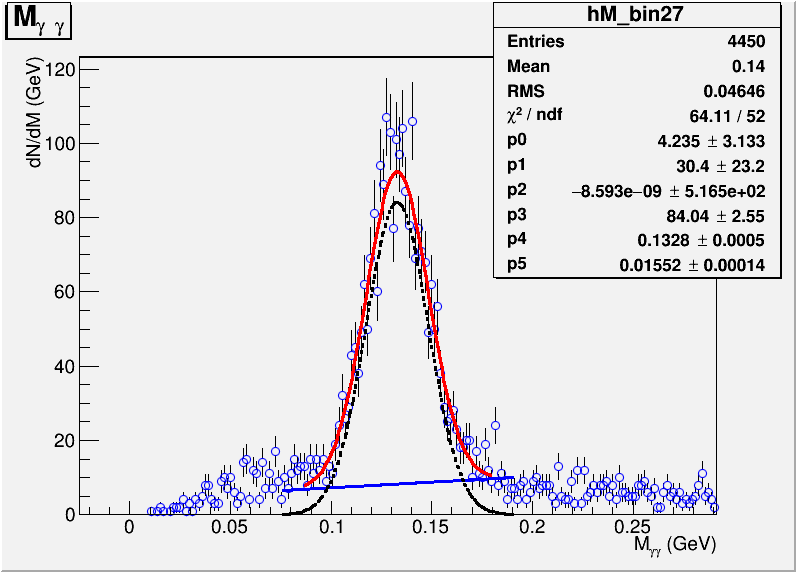 M γ γ
hM_bin27
Entries 4450
Mean 0.14
RMS 0.04646
χ² / ndf 64.11 / 52
p0 4.235 ± 3.133
p1 30.4 ± 23.2
p2 −8.593e−09 ± 5.165e+02
p3 84.04 ± 2.55
p4 0.1328 ± 0.0005
p5 0.01552 ± 0.00014
dN/dM (GeV)
120
100
80
60
40
20
0
0 0.05 0.1 0.15 0.2 0.25
Mγγ (GeV)